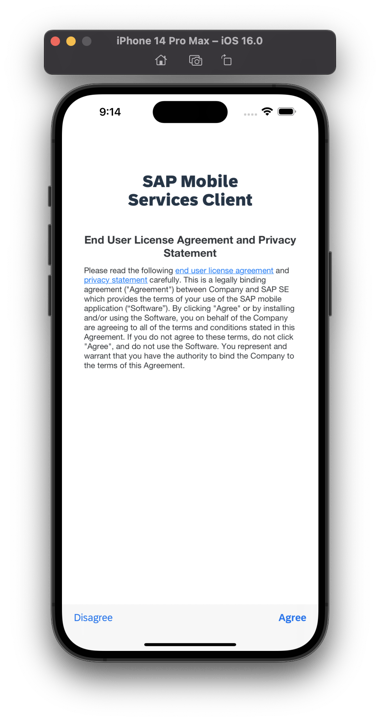 iPhone 14 Pro Max – iOS 16.0
9:14
SAP Mobile
Services Client
End User License Agreement and Privacy
Statement
Please read the following end user license agreement and
privacy statement carefully. This is a legally binding
agreement ("Agreement") between Company and SAP SE
which provides the terms of your use of the SAP mobile
application (“Software”). By clicking "Agree" or by installing
and/or using the Software, you on behalf of the Company
are agreeing to all of the terms and conditions stated in this
Agreement. If you do not agree to these terms, do not click
"Agree", and do not use the Software. You represent and
warrant that you have the authority to bind the Company to
the terms of this Agreement.
Disagree
Agree